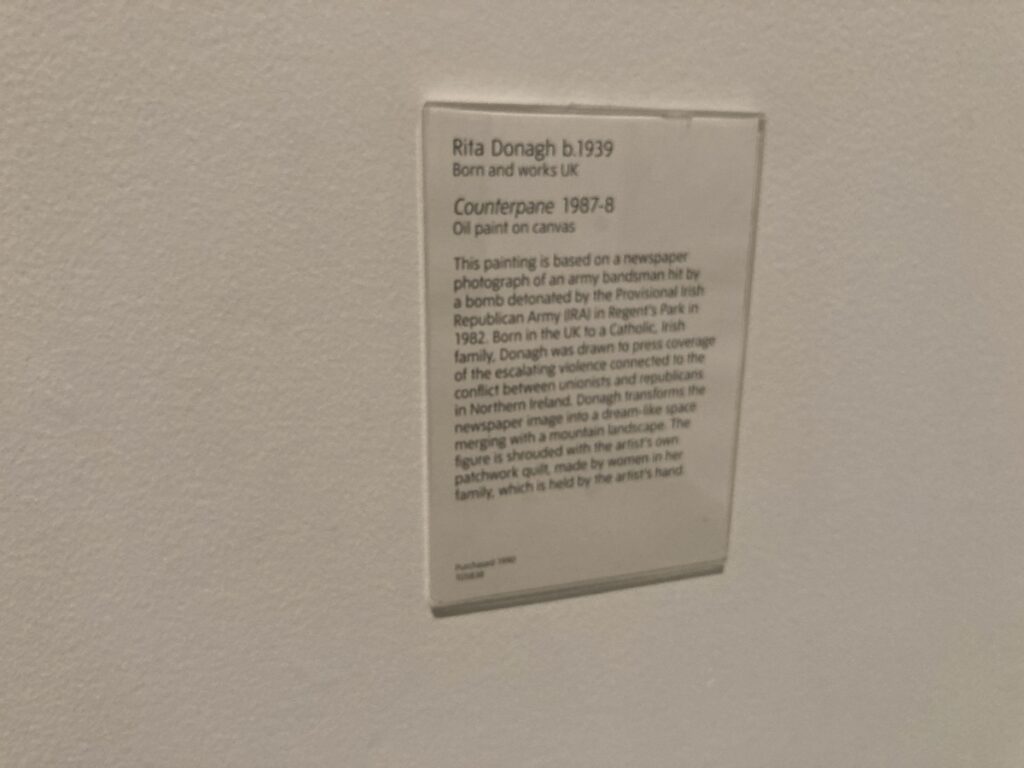 Rita Donagh b.1939
Born and works UK
Counterpane 1987-8
Oil paint on canvas
This painting is based on a newspaper
photograph of an army bandsman hit by
a bomb detonated by the Provisional Irish
Republican Army (IRA) in Regent's Park in
1982. Born in the UK to a Catholic, Irish
family, Donagh was drawn to press coverage
of the escalating violence connected to the
conflict between unionists and republicans
in Northern Ireland. Donagh transforms the
newspaper image into a dream-like space
merging with a mountain landscape. The
figure is shrouded with the artist's own
patchwork quilt, made by women in her
family, which is held by the artist's hand.
Purchased 1990